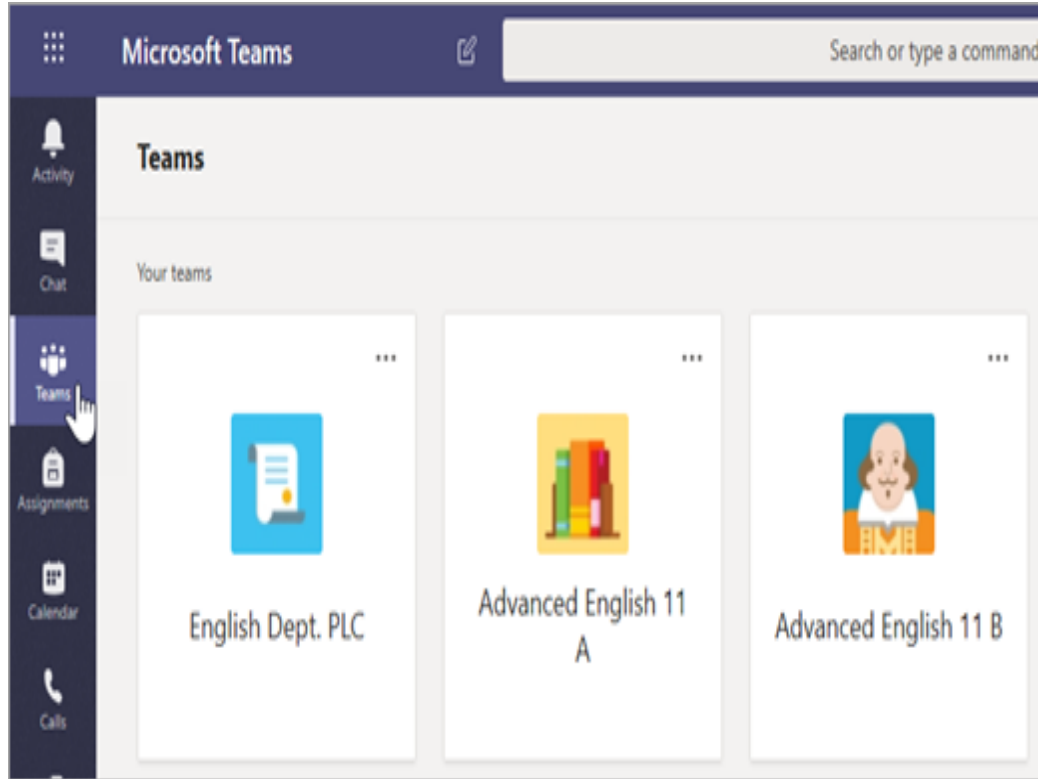 Microsoft Teams
Search or type a command
Activity
Teams
Chat
Your teams
Teams
Assignments
Calendar
Calls
...
...
...
English Dept. PLC
Advanced English 11
A
Advanced English 11 B